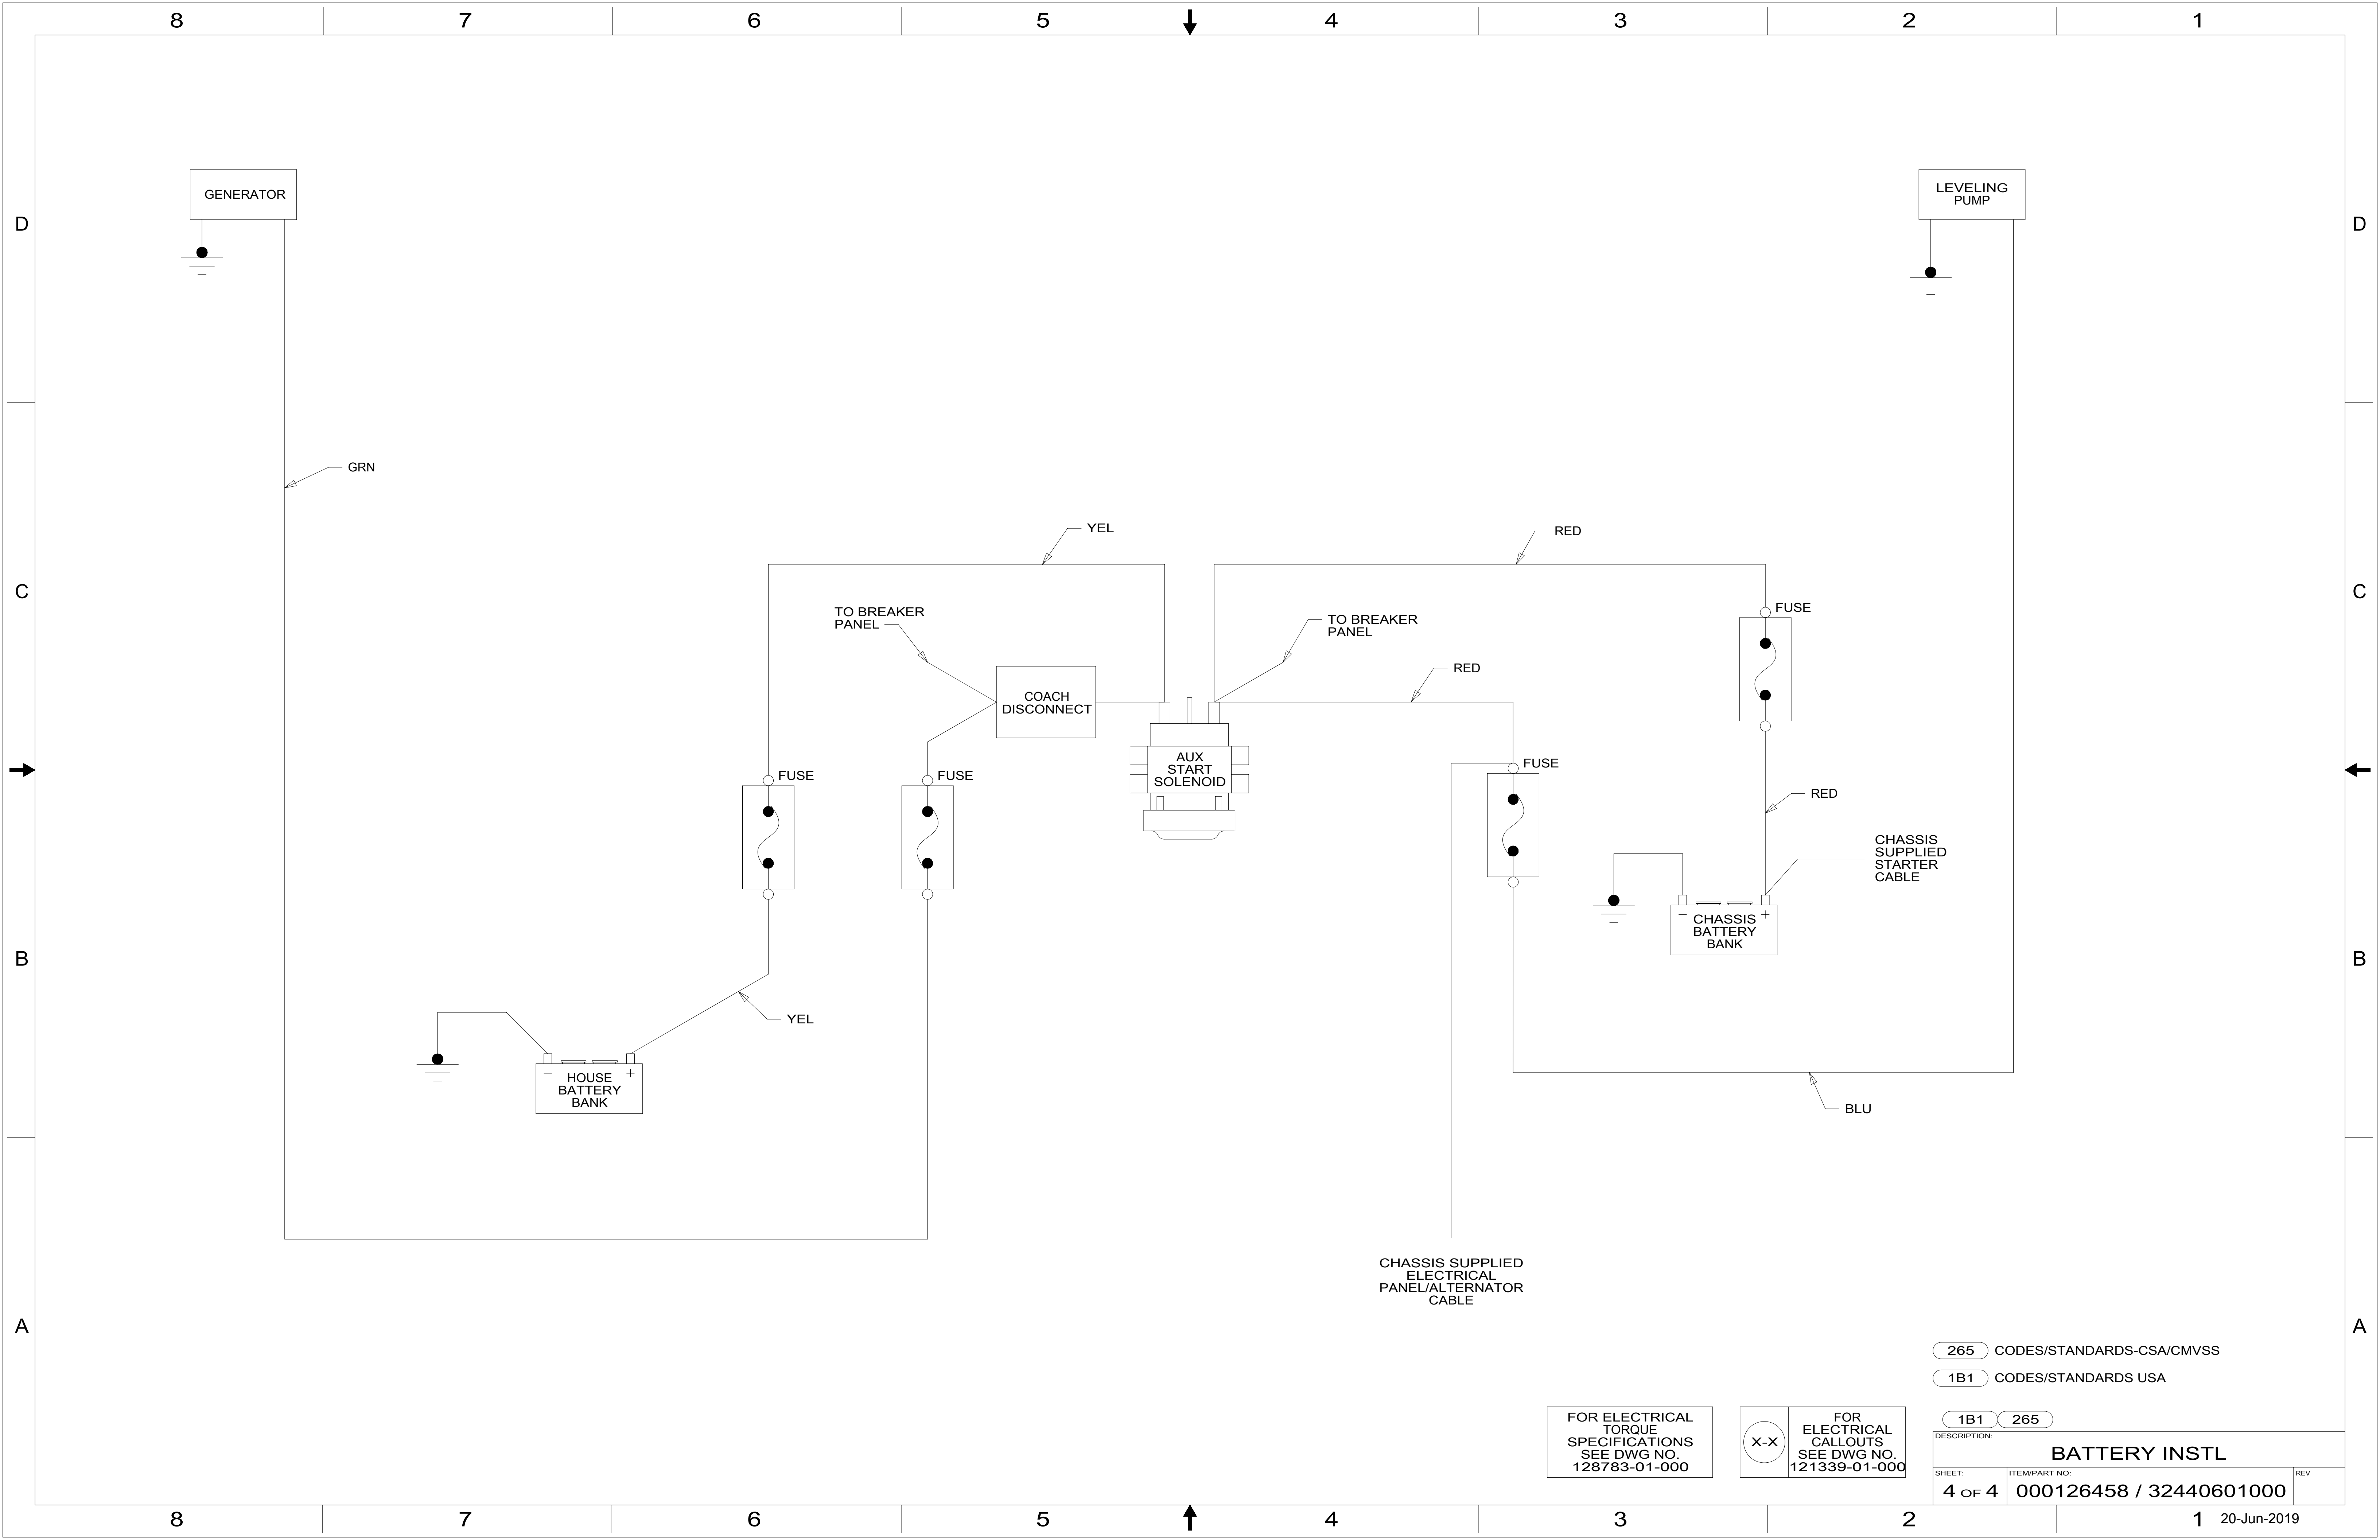 8 7 6 5 4 3 2 1
GENERATOR
LEVELING
PUMP
D D
GRN
YEL
RED
C C
TO BREAKER
PANEL
TO BREAKER
PANEL
FUSE
RED
COACH
DISCONNECT
AUX
START
SOLENOID
FUSE
FUSE
FUSE
RED
CHASSIS
SUPPLIED
STARTER
CABLE
− CHASSIS +
BATTERY
BANK
B B
YEL
− HOUSE +
BATTERY
BANK
BLU
CHASSIS SUPPLIED
ELECTRICAL
PANEL/ALTERNATOR
CABLE
A A
265 CODES/STANDARDS-CSA/CMVSS
1B1 CODES/STANDARDS USA
FOR ELECTRICAL
TORQUE
SPECIFICATIONS
SEE DWG NO.
128783-01-000
X-X
FOR
ELECTRICAL
CALLOUTS
SEE DWG NO.
121339-01-000
1B1 265
DESCRIPTION:
BATTERY INSTL
SHEET: ITEM/PART NO: REV
4 OF 4 000126458 / 32440601000
8 7 6 5 4 3 2 1 20-Jun-2019